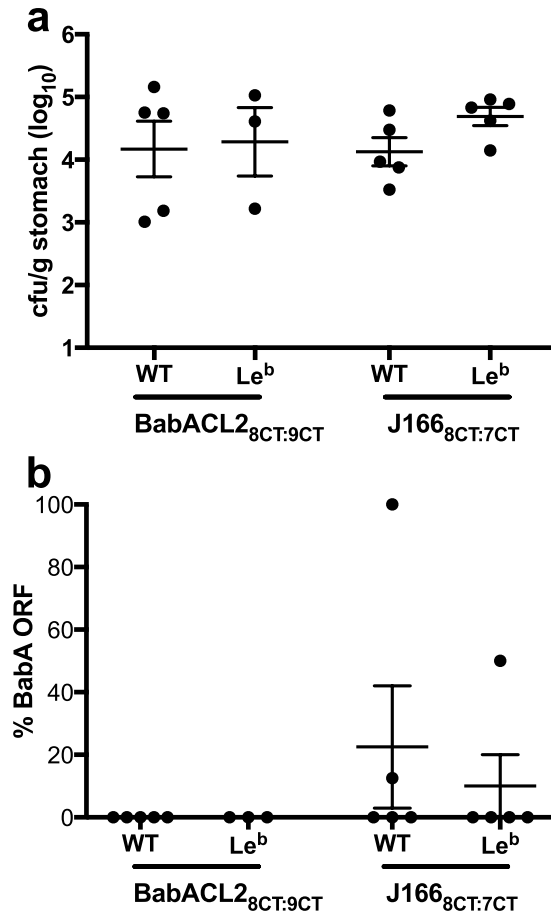 a
cfu/g stomach (log₁₀)
6
5
4
3
2
1
WT
Leᵇ
WT
Leᵇ
BabACL2₈CT:₉CT
J166₈CT:₇CT
b
% BabA ORF
100
80
60
40
20
0
WT
Leᵇ
WT
Leᵇ
BabACL2₈CT:₉CT
J166₈CT:₇CT